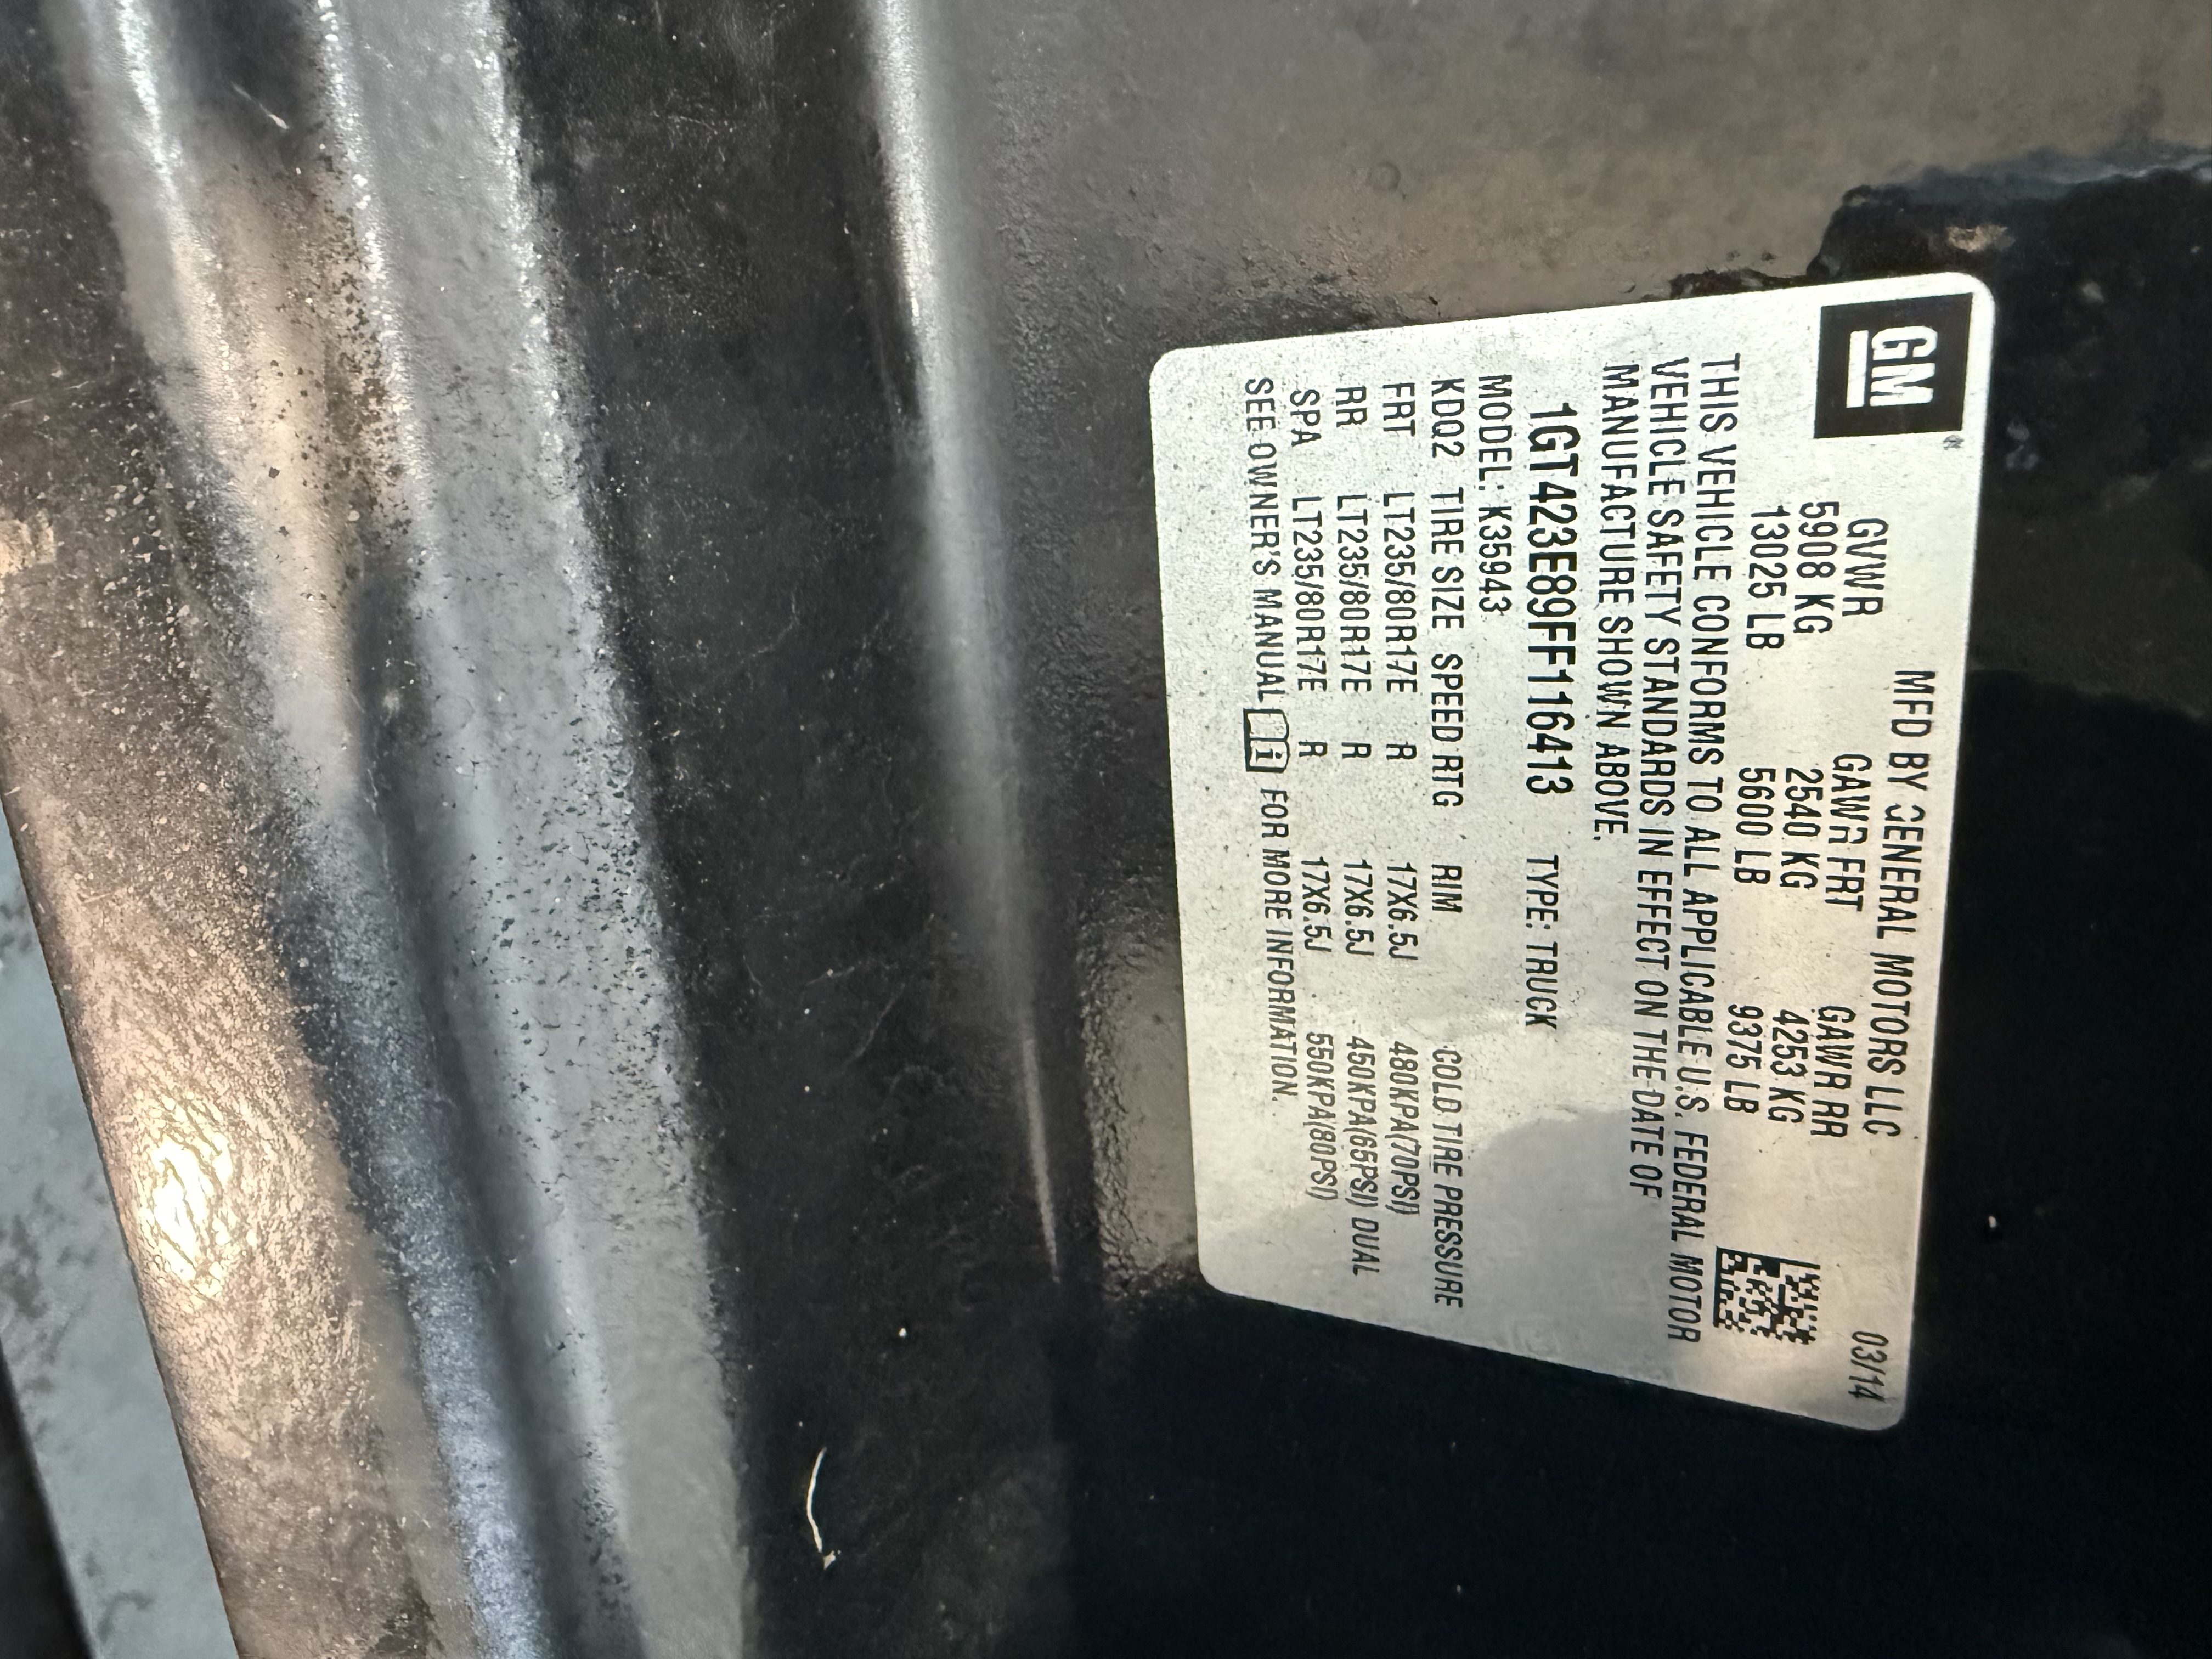 GM®
MFD BY GENERAL MOTORS LLC 03/14
GVWR GAWR FRT GAWR RR
5908 KG 2540 KG 4253 KG
13025 LB 5600 LB 9375 LB
THIS VEHICLE CONFORMS TO ALL APPLICABLE U.S. FEDERAL MOTOR
VEHICLE SAFETY STANDARDS IN EFFECT ON THE DATE OF
MANUFACTURE SHOWN ABOVE.
1GT423E89FF116413 TYPE: TRUCK
MODEL: K35943
KDQ2 TIRE SIZE SPEED RTG RIM COLD TIRE PRESSURE
FRT LT235/80R17E R 17X6.5J 480KPA(70PSI)
RR LT235/80R17E R 17X6.5J 450KPA(65PSI) DUAL
SPA LT235/80R17E R 17X6.5J 550KPA(80PSI)
SEE OWNER'S MANUAL FOR MORE INFORMATION.